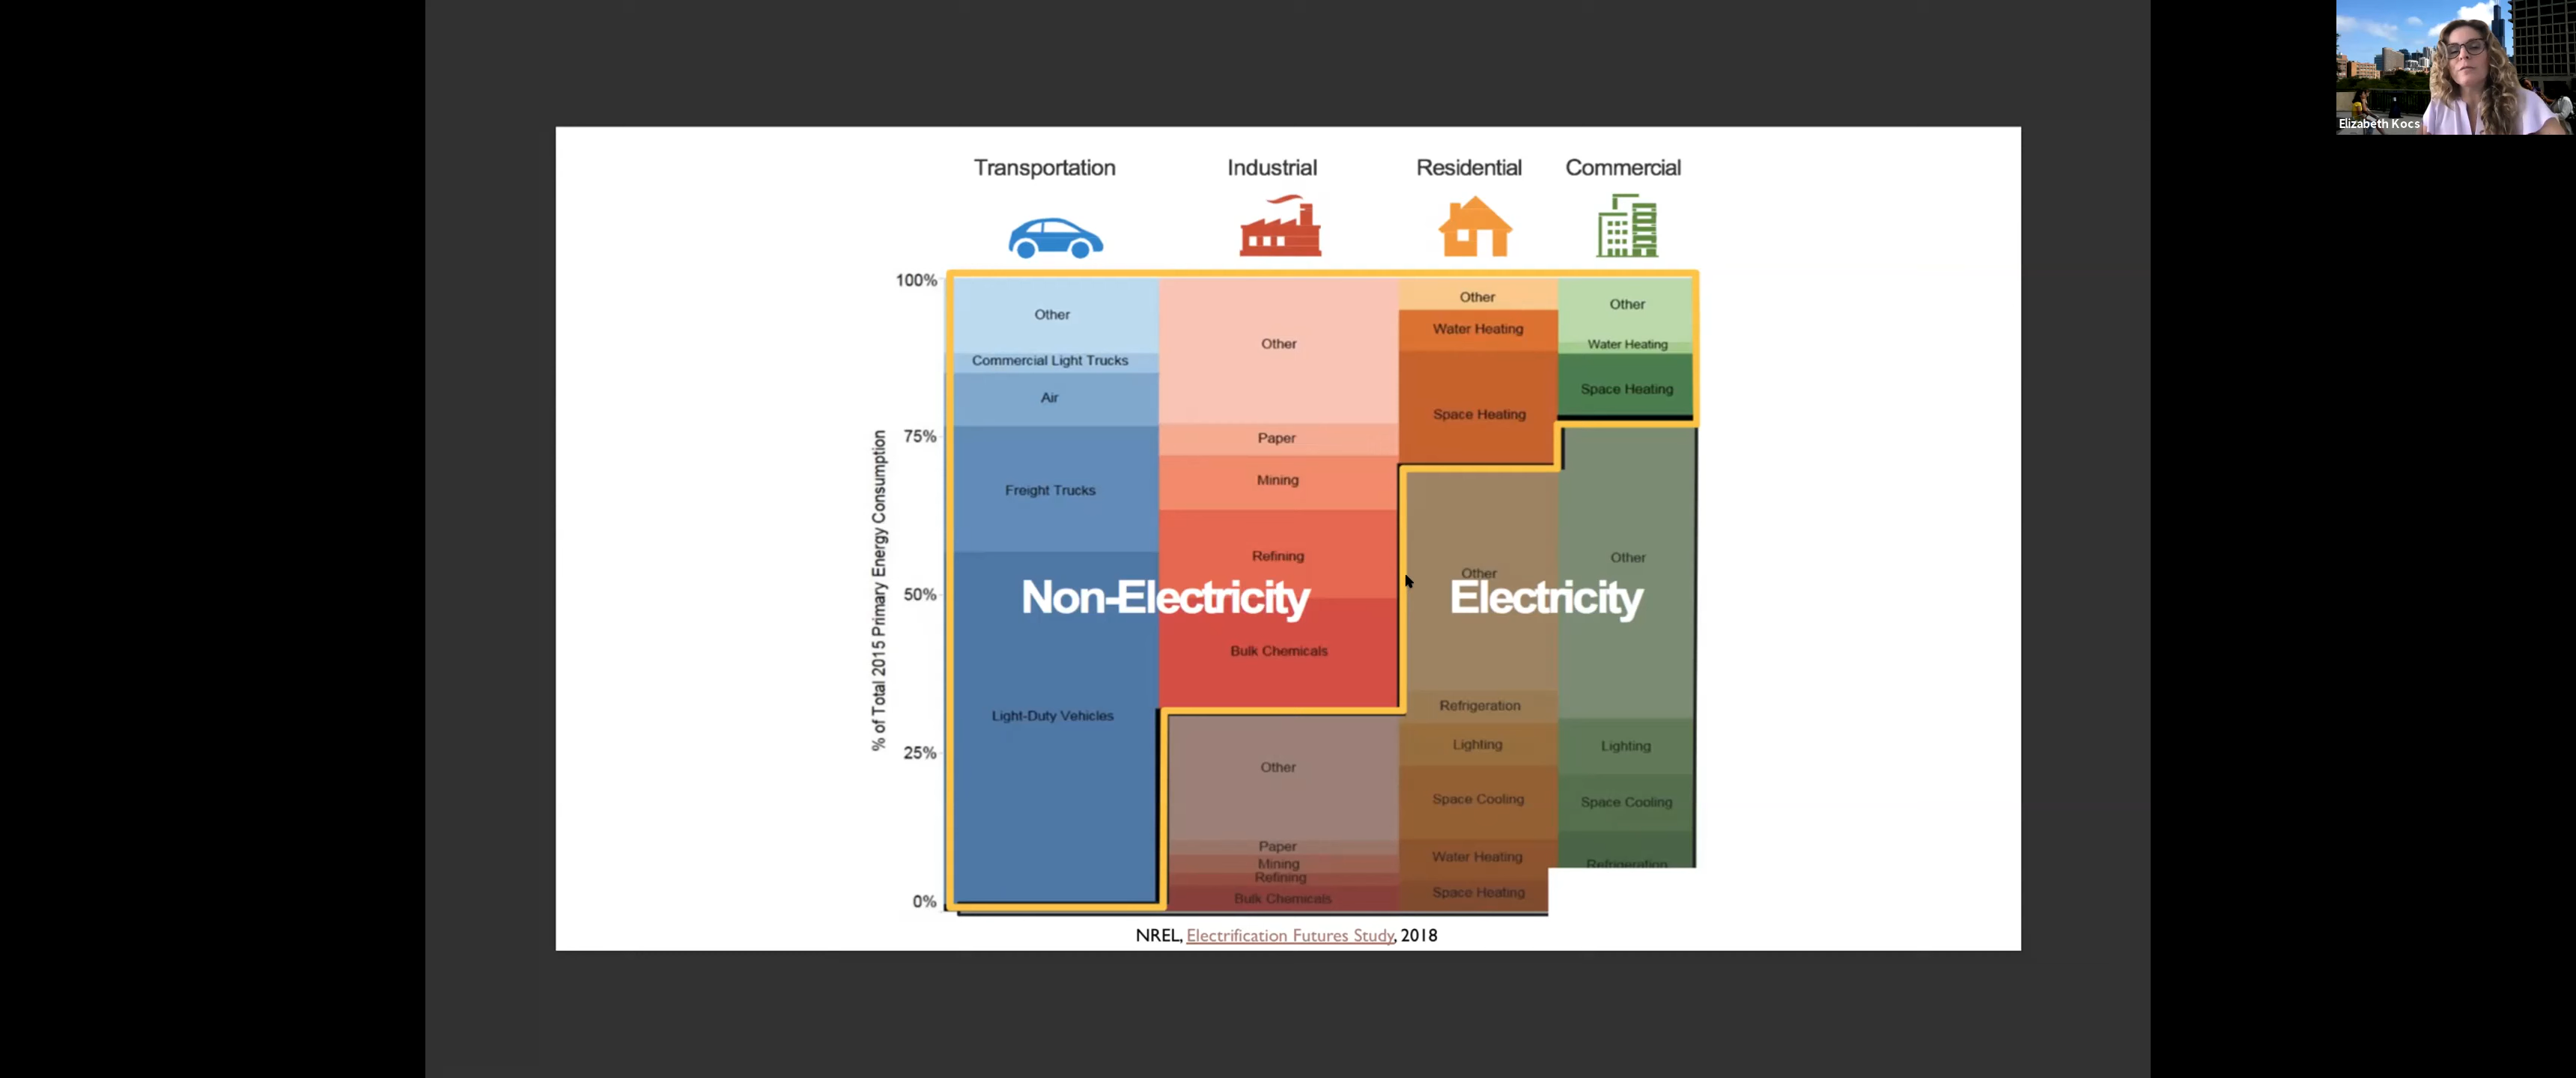 Elizabeth Kocs
Transportation
Industrial
Residential
Commercial
% of Total 2015 Primary Energy Consumption
100%
75%
50%
25%
0%
Other
Commercial Light Trucks
Air
Freight Trucks
Light-Duty Vehicles
Other
Paper
Mining
Refining
Bulk Chemicals
Other
Paper
Mining
Refining
Bulk Chemicals
Other
Water Heating
Space Heating
Other
Refrigeration
Lighting
Space Cooling
Water Heating
Space Heating
Other
Water Heating
Space Heating
Other
Lighting
Space Cooling
Refrigeration
Non-Electricity
Electricity
NREL, Electrification Futures Study, 2018